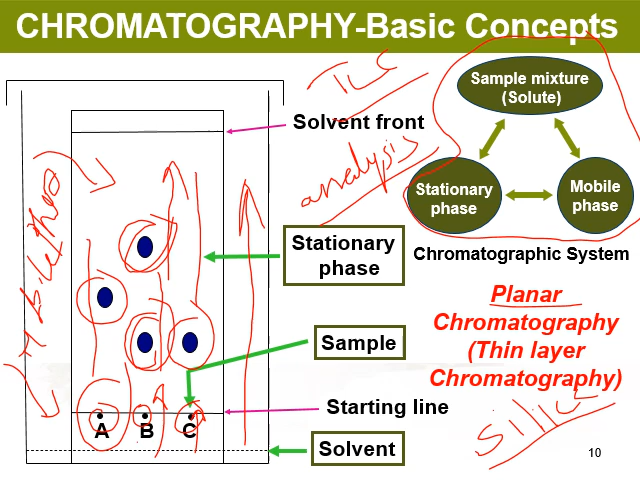 CHROMATOGRAPHY-Basic Concepts
TLC
analysis
Sample mixture
(Solute)
Stationary
phase
Mobile
phase
Chromatographic System
Solvent front
Stationary
phase
Sample
Starting line
Solvent
A B C
Planar
Chromatography
(Thin layer
Chromatography)
Silica
10